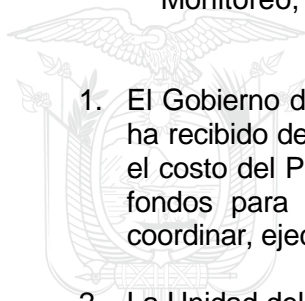 Monitoreo,
1. El Gobierno d
ha recibido de
el costo del P
fondos para
coordinar, ejec
2. La Unidad del